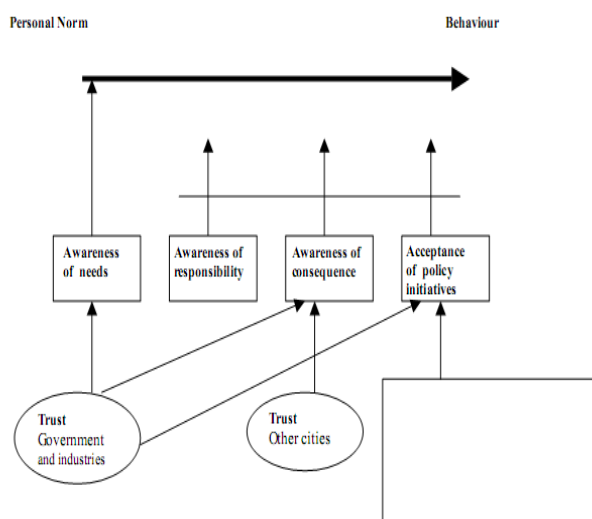 Personal Norm
Behaviour
Awareness
of needs
Awareness of
responsibility
Awareness of
consequence
Acceptance
of policy
initiatives
Trust
Government
and industries
Trust
Other cities